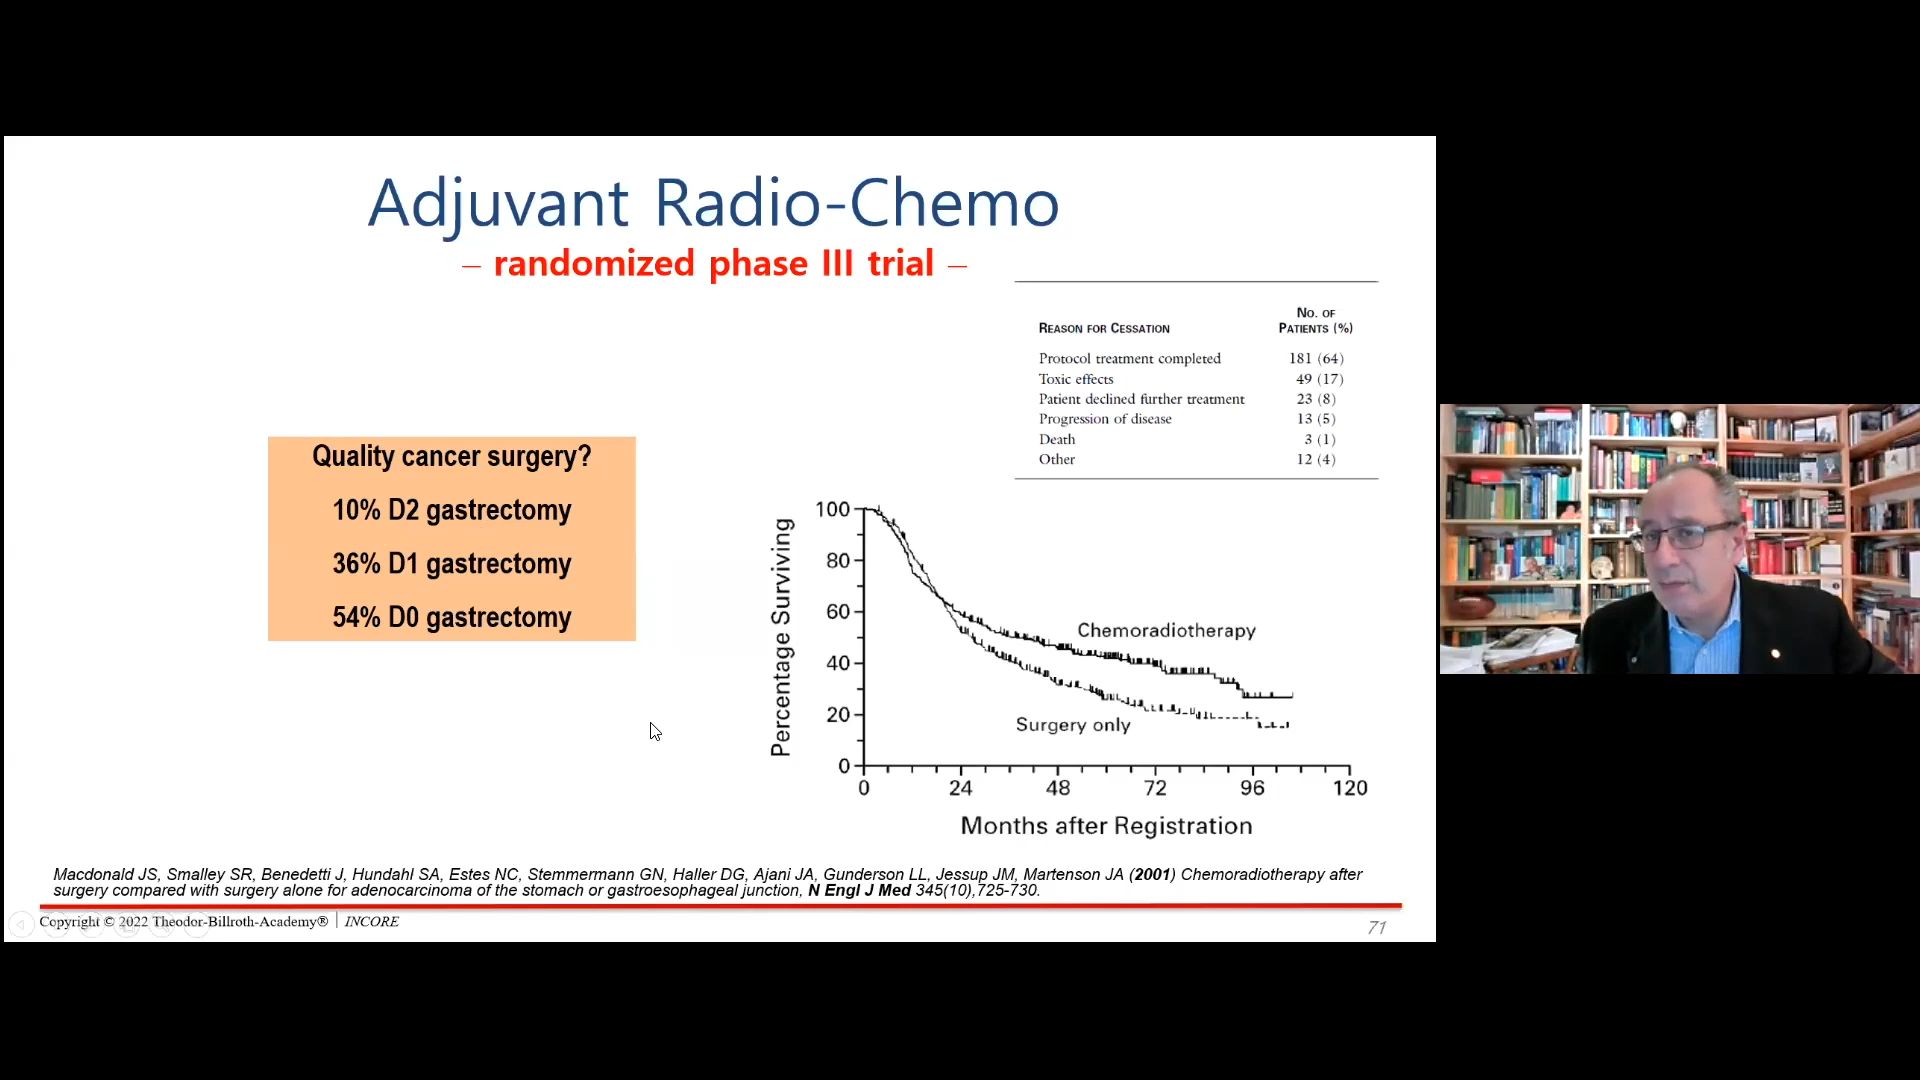 Adjuvant Radio-Chemo
– randomized phase III trial –
No. of
Reason for Cessation Patients (%)
Protocol treatment completed 181 (64)
Toxic effects 49 (17)
Patient declined further treatment 23 (8)
Progression of disease 13 (5)
Death 3 (1)
Other 12 (4)
Quality cancer surgery?
10% D2 gastrectomy
36% D1 gastrectomy
54% D0 gastrectomy
Percentage Surviving
100
80
60
40
20
0
Chemoradiotherapy
Surgery only
0 24 48 72 96 120
Months after Registration
Macdonald JS, Smalley SR, Benedetti J, Hundahl SA, Estes NC, Stemmermann GN, Haller DG, Ajani JA, Gunderson LL, Jessup JM, Martenson JA (2001) Chemoradiotherapy after
surgery compared with surgery alone for adenocarcinoma of the stomach or gastroesophageal junction, N Engl J Med 345(10),725-730.
Copyright © 2022 Theodor-Billroth-Academy® | INCORE
71